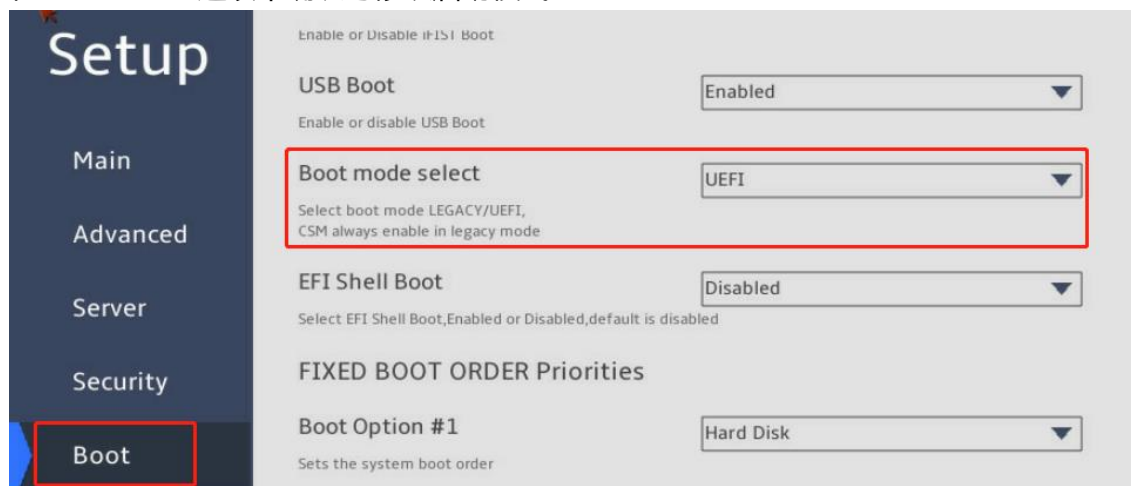 Setup
Main
Advanced
Server
Security
Boot
Enable or Disable iFIST Boot
USB Boot
Enabled
Enable or disable USB Boot
Boot mode select
UEFI
Select boot mode LEGACY/UEFI,
CSM always enable in legacy mode
EFI Shell Boot
Disabled
Select EFI Shell Boot,Enabled or Disabled,default is disabled
FIXED BOOT ORDER Priorities
Boot Option #1
Hard Disk
Sets the system boot order